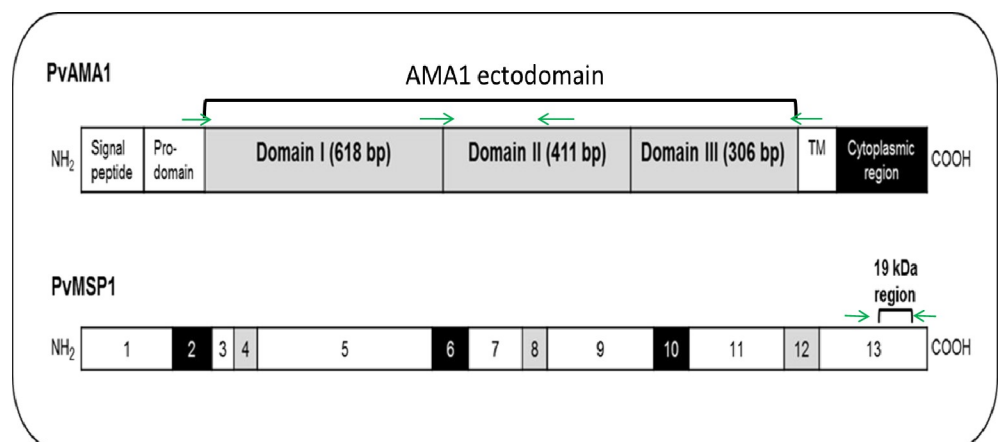 PvAMA1
AMA1 ectodomain
NH2
Signal
peptide
Pro-
domain
Domain I (618 bp)
Domain II (411 bp)
Domain III (306 bp)
TM
Cytoplasmic
region
COOH
PvMSP1
19 kDa
region
NH2
1
2
3
4
5
6
7
8
9
10
11
12
13
COOH